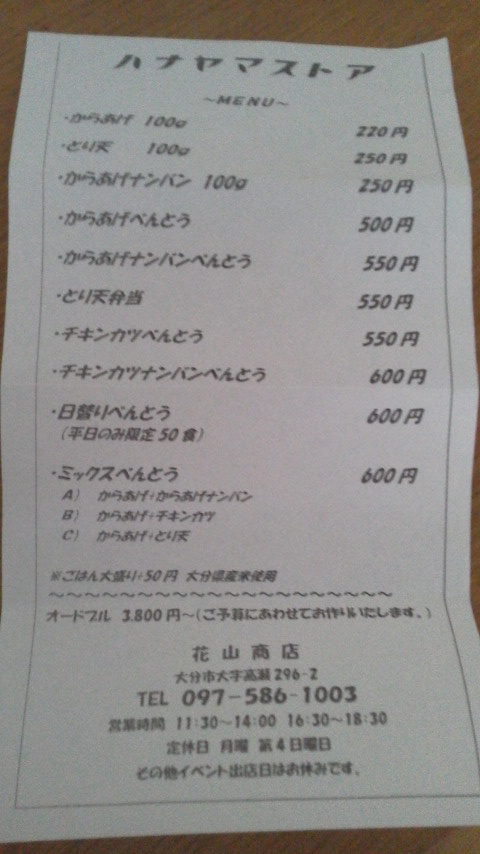 ハナヤマストア
～MENU～
・からあげ 100g 220円
・とり天 100g 250円
・からあげナンバン 100g 250円
・からあげべんとう 500円
・からあげナンバンべんとう 550円
・とり天弁当 550円
・チキンカツべんとう 550円
・チキンカツナンバンべんとう 600円
・日替りべんとう 600円
（平日のみ限定50食）
・ミックスべんとう 600円
A） からあげ+からあげナンバン
B） からあげ+チキンカツ
C） からあげ+とり天
※ごはん大盛り+50円 大分県産米使用
～～～～～～～～～～～～～～～～～～～～～～
オードブル 3.800円～（ご予算にあわせてお作りいたします。）
花山商店
大分市大字高瀬296-2
TEL 097-586-1003
営業時間 11:30～14:00 16:30～18:30
定休日 月曜 第4日曜日
その他イベント出店日はお休みです。